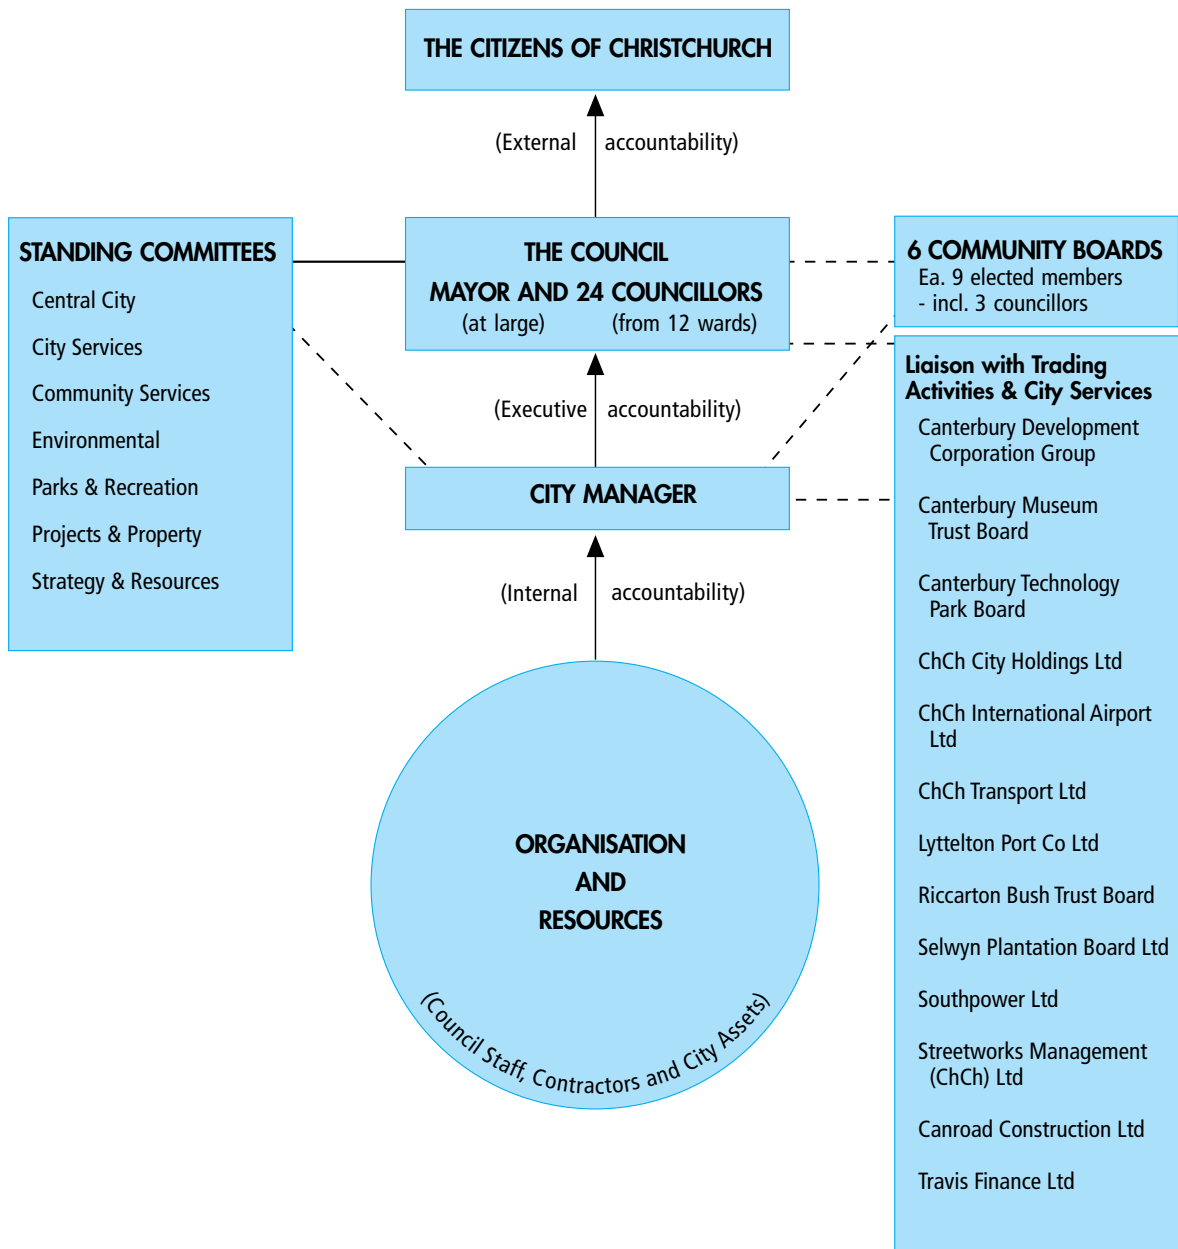 THE CITIZENS OF CHRISTCHURCH
(External accountability)
STANDING COMMITTEES
Central City
City Services
Community Services
Environmental
Parks & Recreation
Projects & Property
Strategy & Resources
THE COUNCIL
MAYOR AND 24 COUNCILLORS
(at large) (from 12 wards)
(Executive accountability)
CITY MANAGER
(Internal accountability)
ORGANISATION
AND
RESOURCES
(Council Staff, Contractors and City Assets)
6 COMMUNITY BOARDS
Ea. 9 elected members
- incl. 3 councillors
Liaison with Trading
Activities & City Services
Canterbury Development
Corporation Group
Canterbury Museum
Trust Board
Canterbury Technology
Park Board
ChCh City Holdings Ltd
ChCh International Airport
Ltd
ChCh Transport Ltd
Lyttelton Port Co Ltd
Riccarton Bush Trust Board
Selwyn Plantation Board Ltd
Southpower Ltd
Streetworks Management
(ChCh) Ltd
Canroad Construction Ltd
Travis Finance Ltd